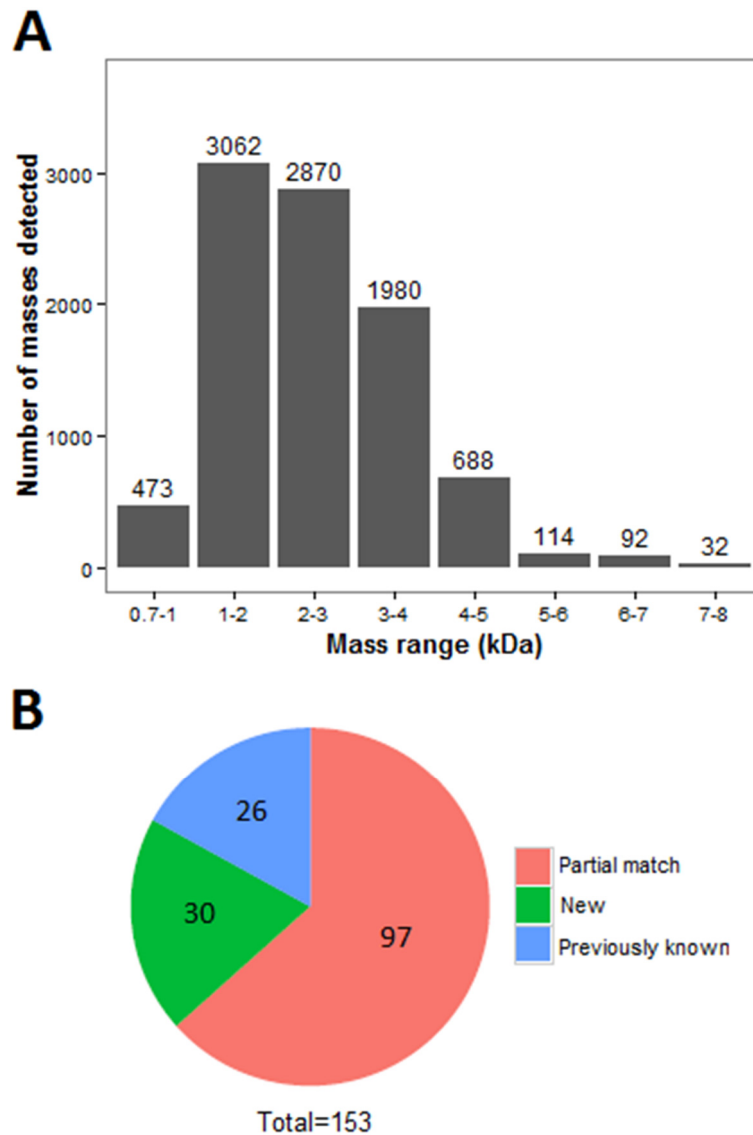 A
Number of masses detected
3000
2000
1000
0
473
3062
2870
1980
688
114
92
32
0.7-1
1-2
2-3
3-4
4-5
5-6
6-7
7-8
Mass range (kDa)
B
26
30
97
Partial match
New
Previously known
Total=153